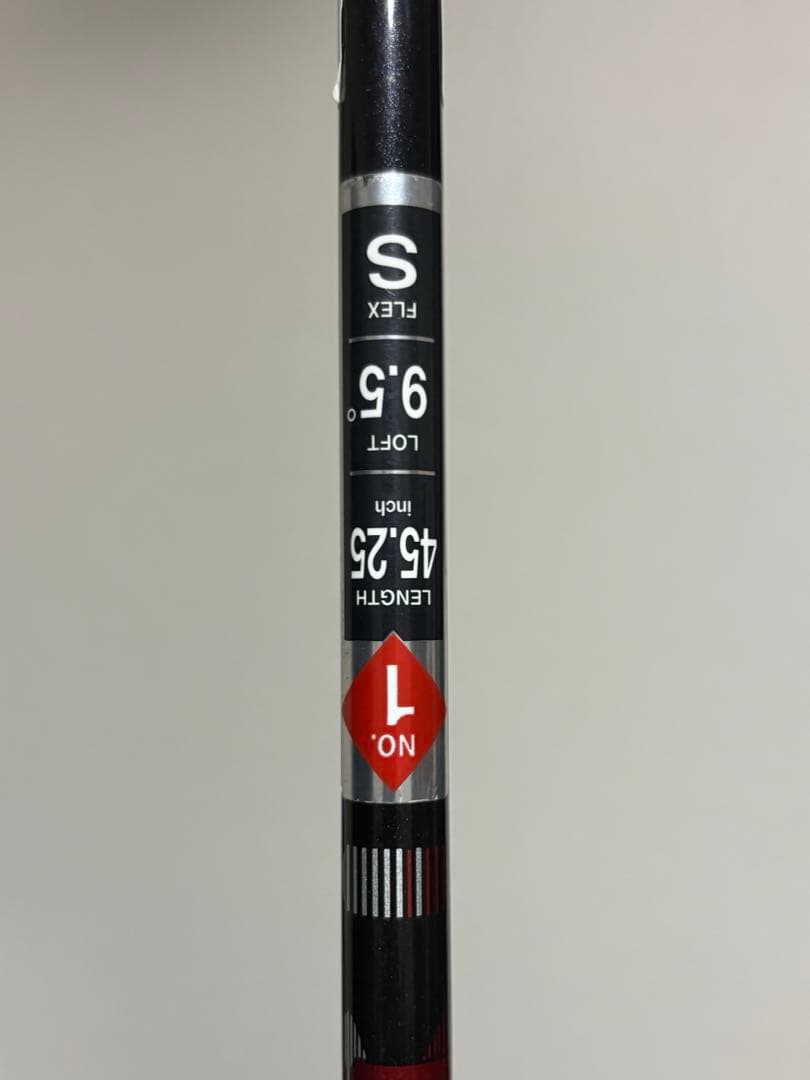 NO.
1
LENGTH
45.25
inch
LOFT
9.5°
FLEX
S